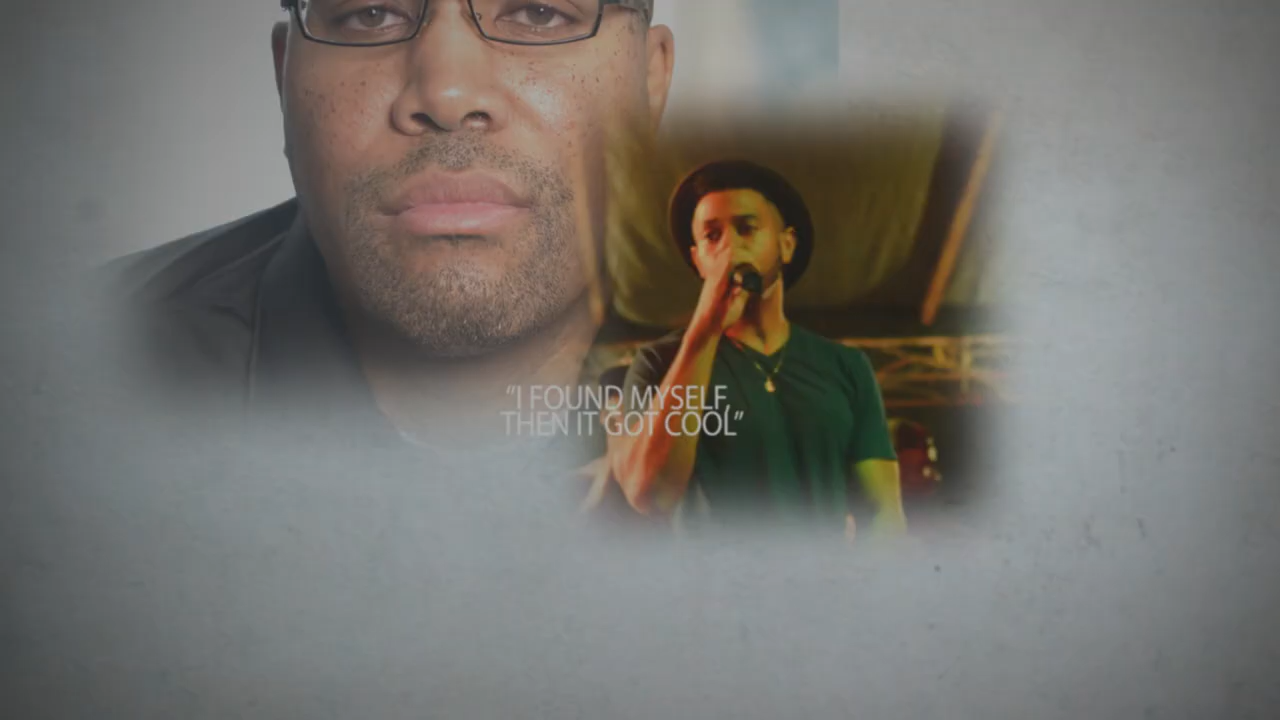 “I FOUND MYSELF,
THEN IT GOT COOL”